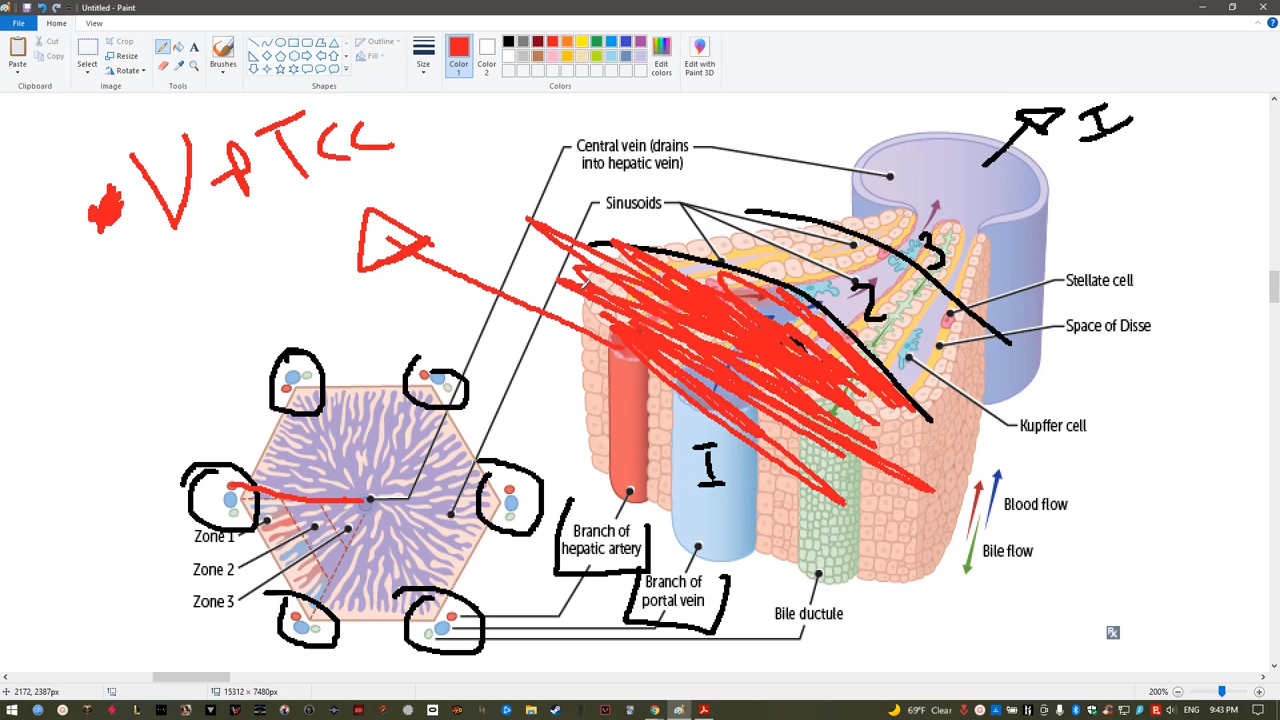 Untitled - Paint
File Home View
Paste
Cut
Copy
Clipboard
Select
Crop
Resize
Rotate
Image
Tools
Brushes
Shapes
Outline
Fill
Size
Color 1
Color 2
Edit colors
Edit with Paint 3D
Colors
Central vein (drains
into hepatic vein)
I
Sinusoids
3
2
Stellate cell
Space of Disse
Kupffer cell
I
Blood flow
Bile flow
Zone 1
Zone 2
Zone 3
Branch of
hepatic artery
Branch of
portal vein
Bile ductule
Rx
2172, 2387px
15312 × 7480px
200%
69°F Clear
ENG
9:43 PM